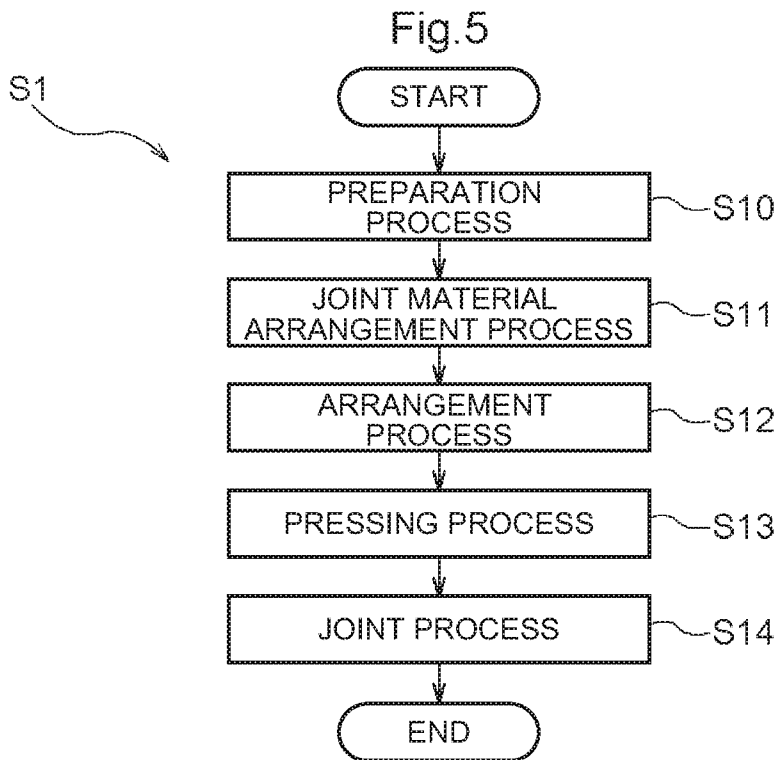 Fig.5
S1
START
PREPARATION
PROCESS
S10
JOINT MATERIAL
ARRANGEMENT PROCESS
S11
ARRANGEMENT
PROCESS
S12
PRESSING PROCESS
S13
JOINT PROCESS
S14
END